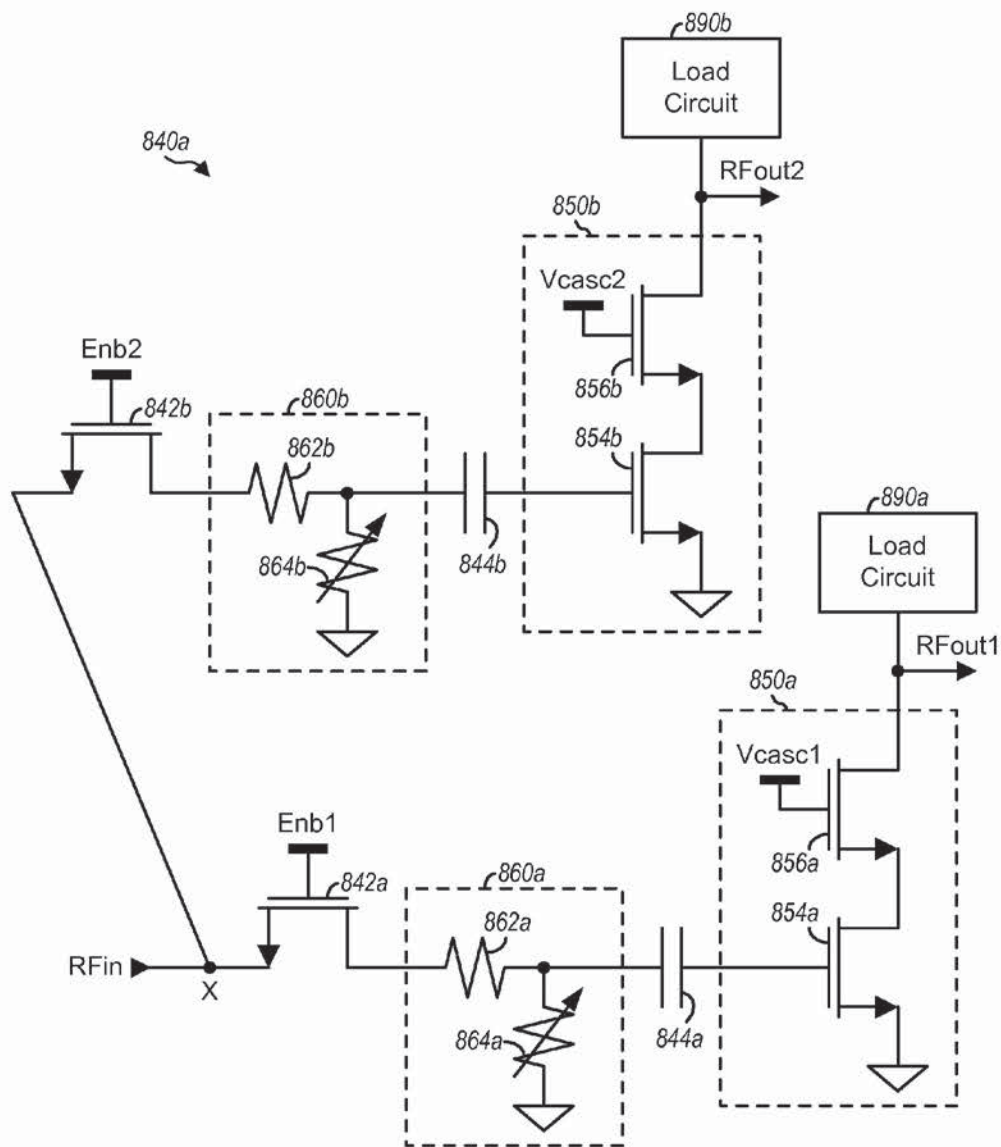 890b
Load
Circuit
840a
RFout2
850b
Vcasc2
Enb2
842b
860b
856b
862b
854b
890a
Load
Circuit
864b
844b
RFout1
850a
Vcasc1
Enb1
842a
860a
856a
862a
854a
RFin
X
864a
844a